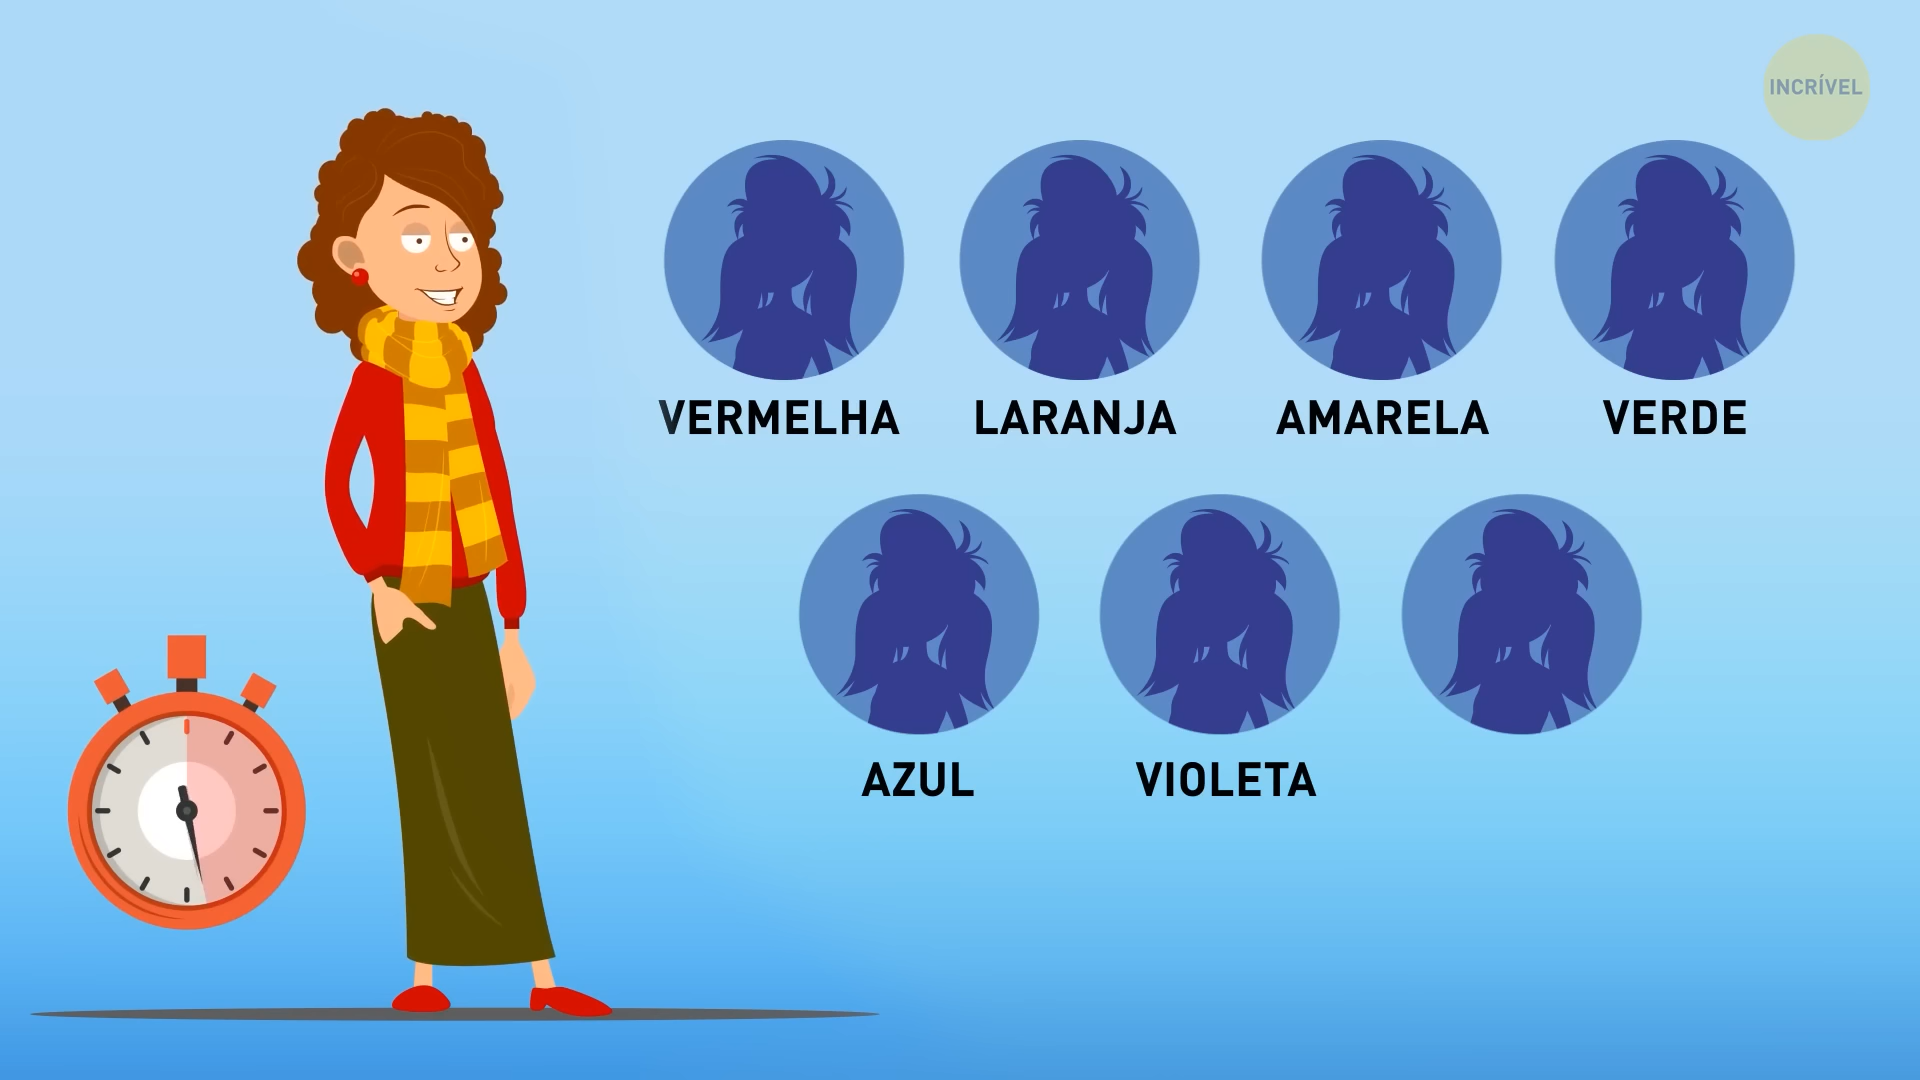 INCRÍVEL
VERMELHA
LARANJA
AMARELA
VERDE
AZUL
VIOLETA